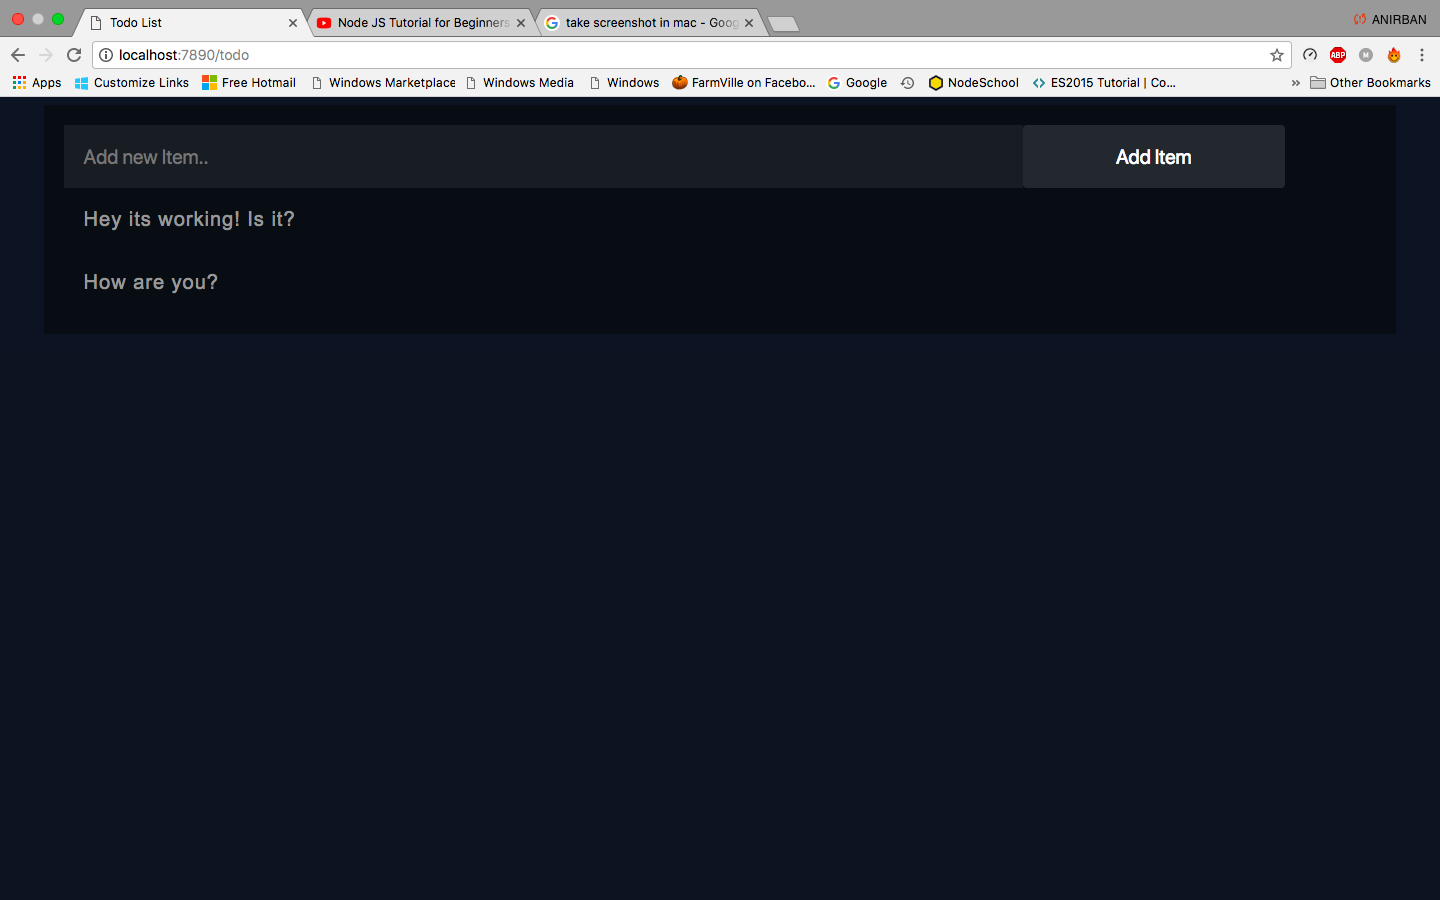 Todo List
Node JS Tutorial for Beginners
take screenshot in mac - Goog
ANIRBAN
localhost:7890/todo
ABP
M
Apps
Customize Links
Free Hotmail
Windows Marketplace
Windows Media
Windows
FarmVille on Facebo...
Google
NodeSchool
ES2015 Tutorial | Co...
»
Other Bookmarks
Add new Item..
Add Item
Hey its working! Is it?
How are you?